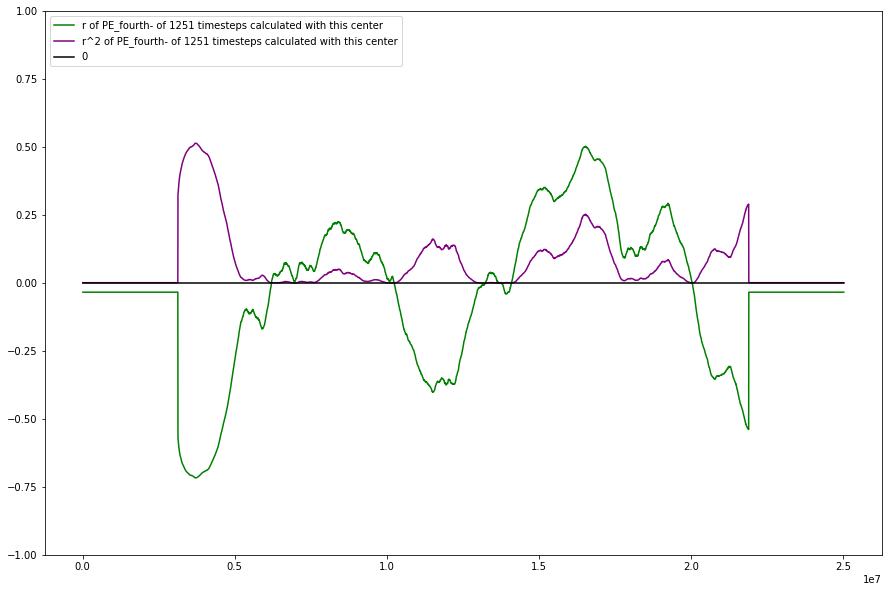 1.00
r of PE_fourth- of 1251 timesteps calculated with this center
r^2 of PE_fourth- of 1251 timesteps calculated with this center
0
0.75
0.50
0.25
0.00
−0.25
−0.50
−0.75
−1.00
0.0 0.5 1.0 1.5 2.0 2.5
1e7